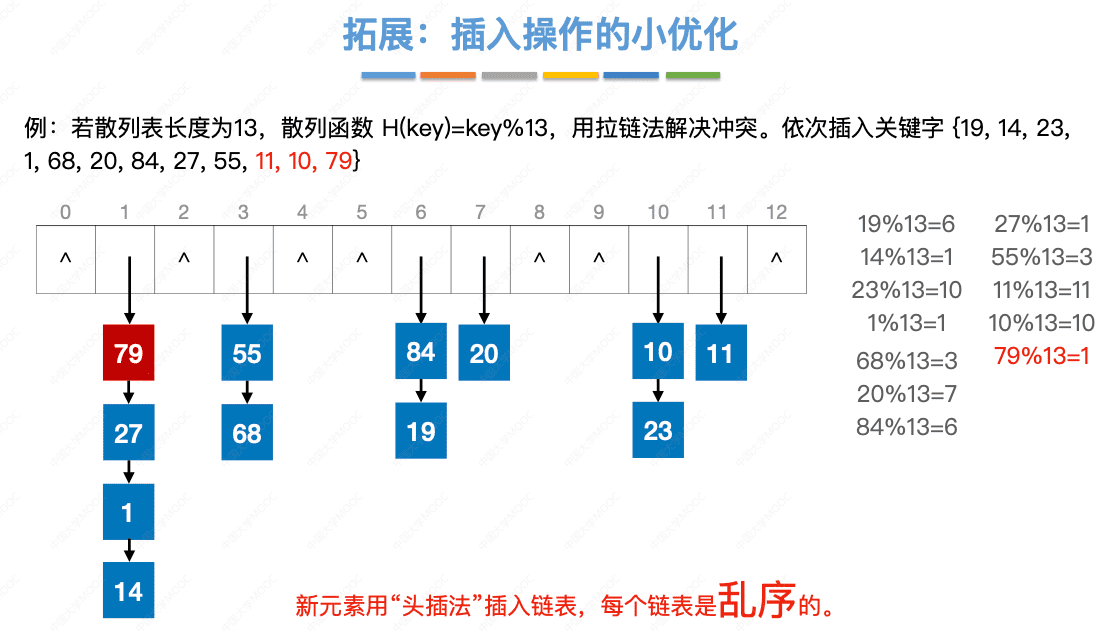 拓展：插入操作的小优化
例：若散列表长度为13，散列函数 H(key)=key%13，用拉链法解决冲突。依次插入关键字 {19, 14, 23,
1, 68, 20, 84, 27, 55, 11, 10, 79}
0 1 2 3 4 5 6 7 8 9 10 11 12
^ ^ ^ ^ ^ ^ ^
79 55 84 20 10 11
27 68 19 23
1
14
19%13=6
14%13=1
23%13=10
1%13=1
68%13=3
20%13=7
84%13=6
27%13=1
55%13=3
11%13=11
10%13=10
79%13=1
新元素用“头插法”插入链表，每个链表是乱序的。